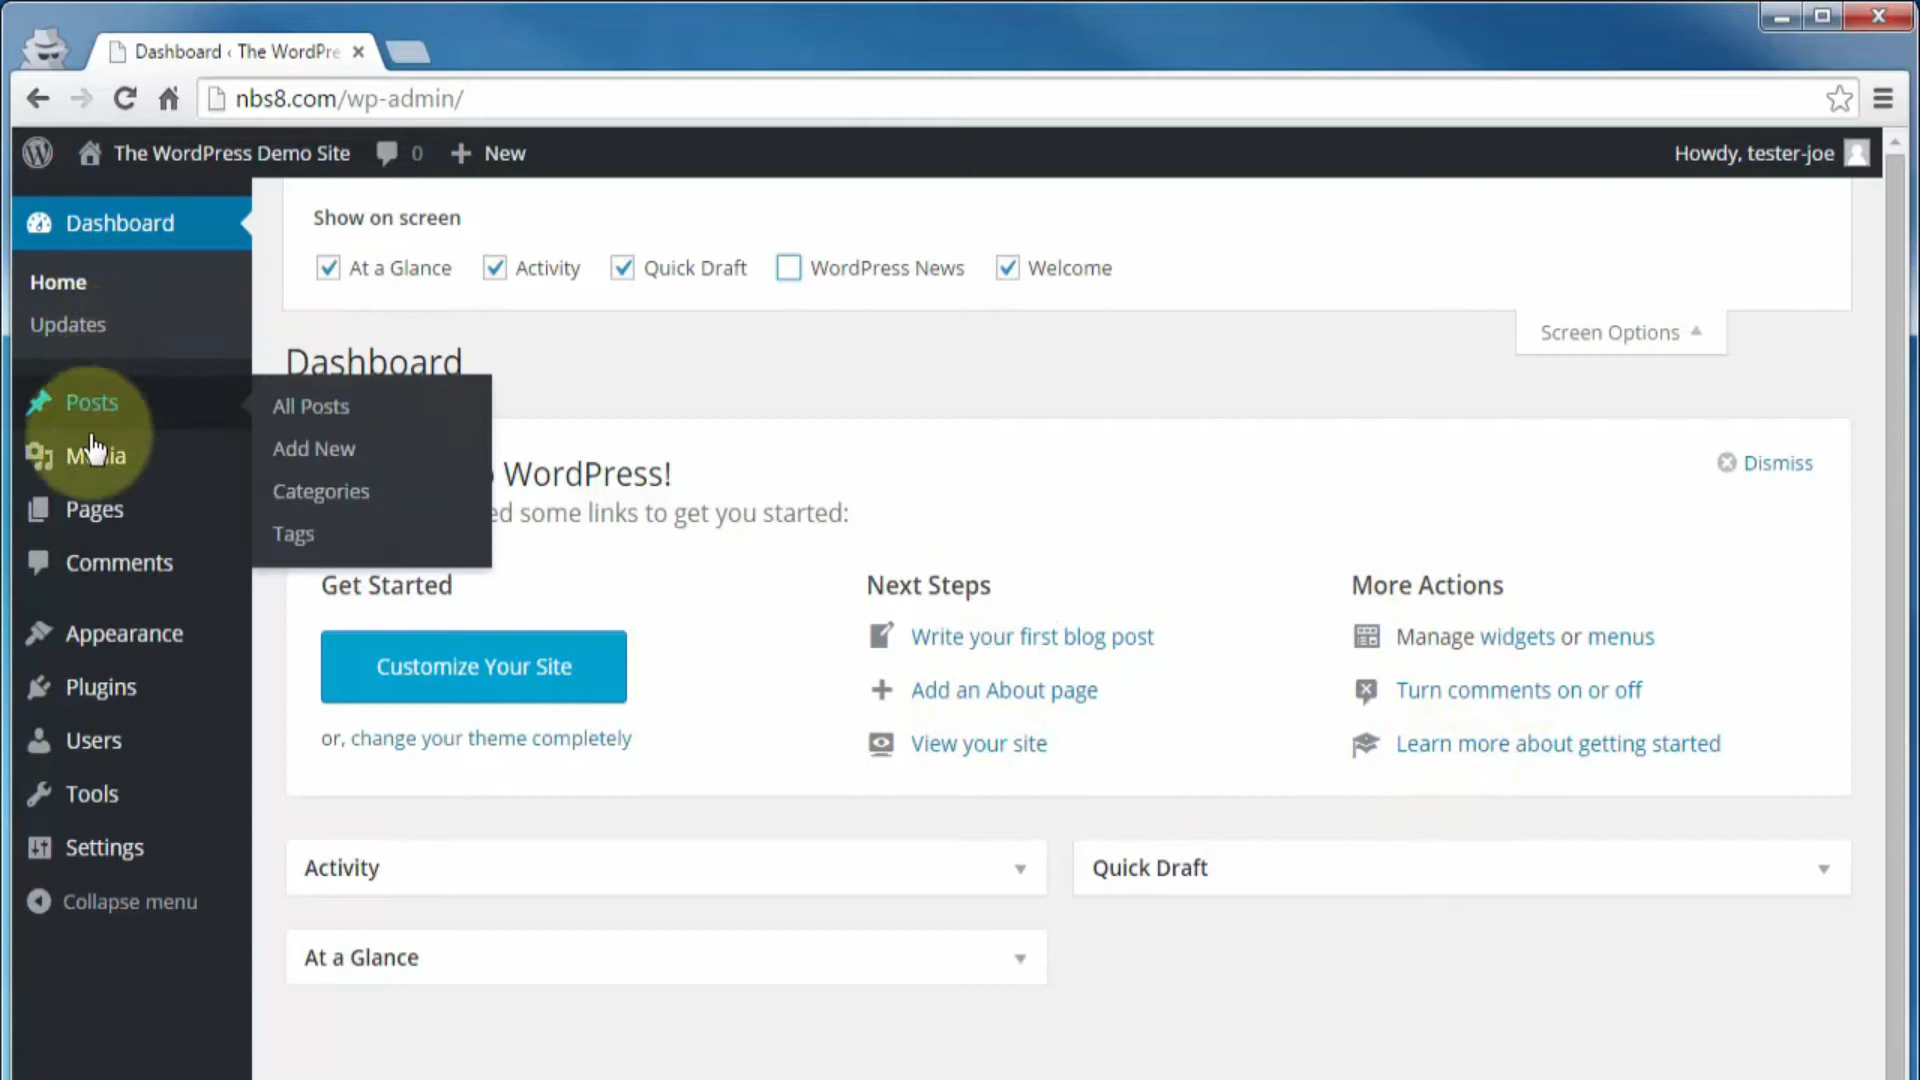 Dashboard ‹ The WordPre
nbs8.com/wp-admin/
The WordPress Demo Site 0 New
Howdy, tester-joe
Dashboard
Home
Updates
Posts
Pages
Comments
Appearance
Plugins
Users
Tools
Settings
Collapse menu
All Posts
Add New
Categories
Tags
Show on screen
At a Glance Activity Quick Draft WordPress News Welcome
Screen Options
Dashboard
WordPress!
Dismiss
some links to get you started:
Get Started
Customize Your Site
or, change your theme completely
Next Steps
Write your first blog post
Add an About page
View your site
More Actions
Manage widgets or menus
Turn comments on or off
Learn more about getting started
Activity
Quick Draft
At a Glance